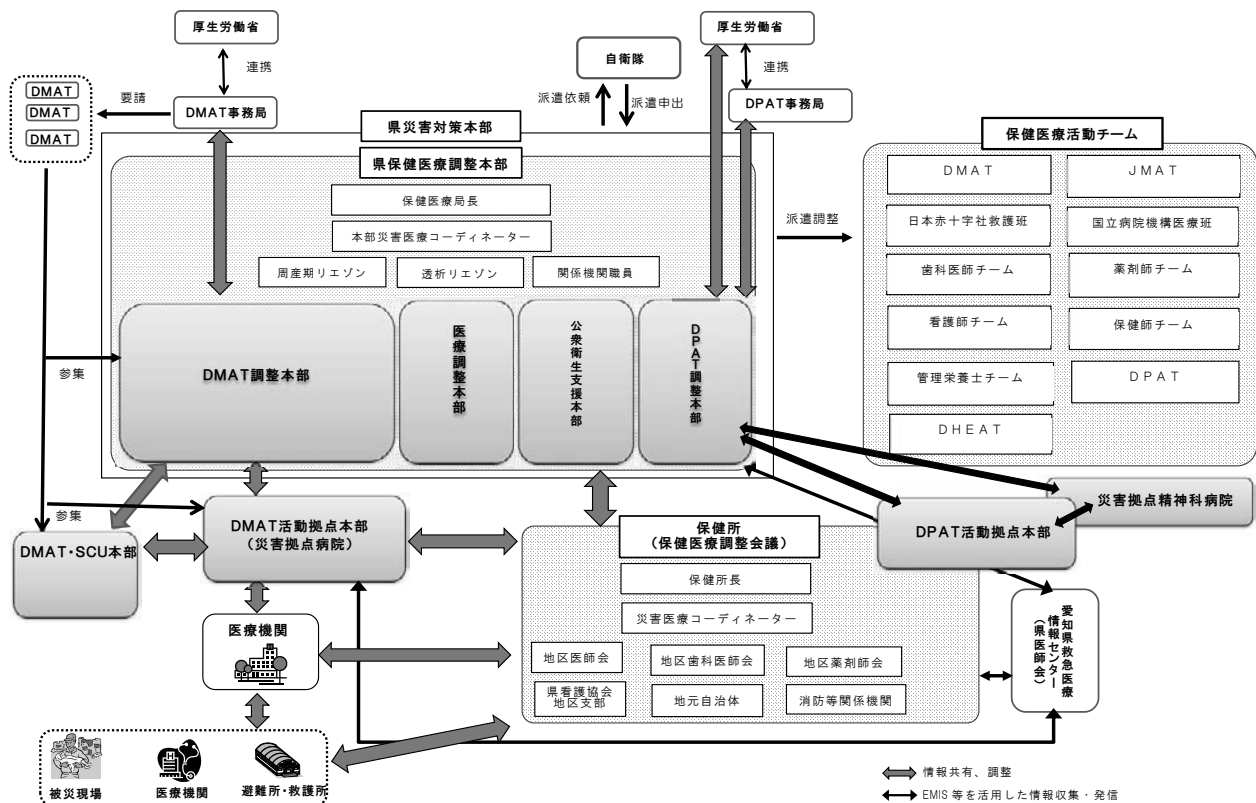 厚生労働省
連携
DMAT
DMAT
DMAT
要請
DMAT事務局
自衛隊
派遣依頼
派遣申出
厚生労働省
連携
DPAT事務局
県災害対策本部
県保健医療調整本部
保健医療局長
本部災害医療コーディネーター
周産期リエゾン
透析リエゾン
関係機関職員
DMAT調整本部
医療調整本部
公衆衛生支援本部
DPAT調整本部
派遣調整
保健医療活動チーム
DMAT
JMAT
日本赤十字社救護班
国立病院機構医療班
歯科医師チーム
薬剤師チーム
看護師チーム
保健師チーム
管理栄養士チーム
DPAT
DHEAT
参集
参集
DMAT・SCU本部
DMAT活動拠点本部
(災害拠点病院)
保健所
(保健医療調整会議)
保健所長
災害医療コーディネーター
地区医師会
地区歯科医師会
地区薬剤師会
県看護協会
地区支部
地元自治体
消防等関係機関
災害拠点精神科病院
DPAT活動拠点本部
愛知県救急医療
情報センター
(県医師会)
医療機関
被災現場
医療機関
避難所・救護所
情報共有、調整
EMIS等を活用した情報収集・発信